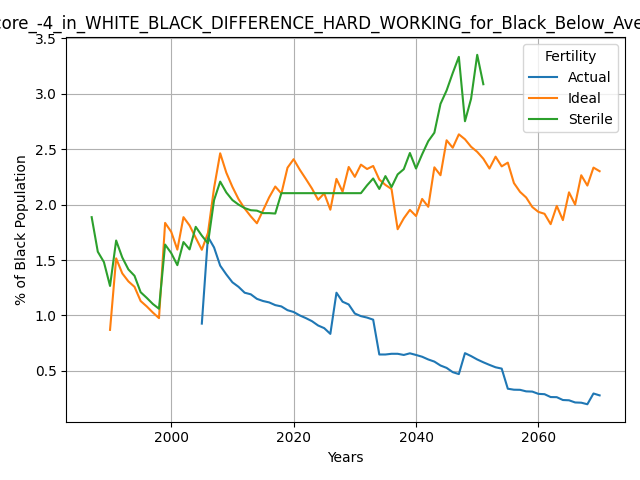 core_-4_in_WHITE_BLACK_DIFFERENCE_HARD_WORKING_for_Black_Below_Ave
3.5
3.0
2.5
2.0
1.5
1.0
0.5
% of Black Population
Fertility
Actual
Ideal
Sterile
2000
2020
2040
2060
Years